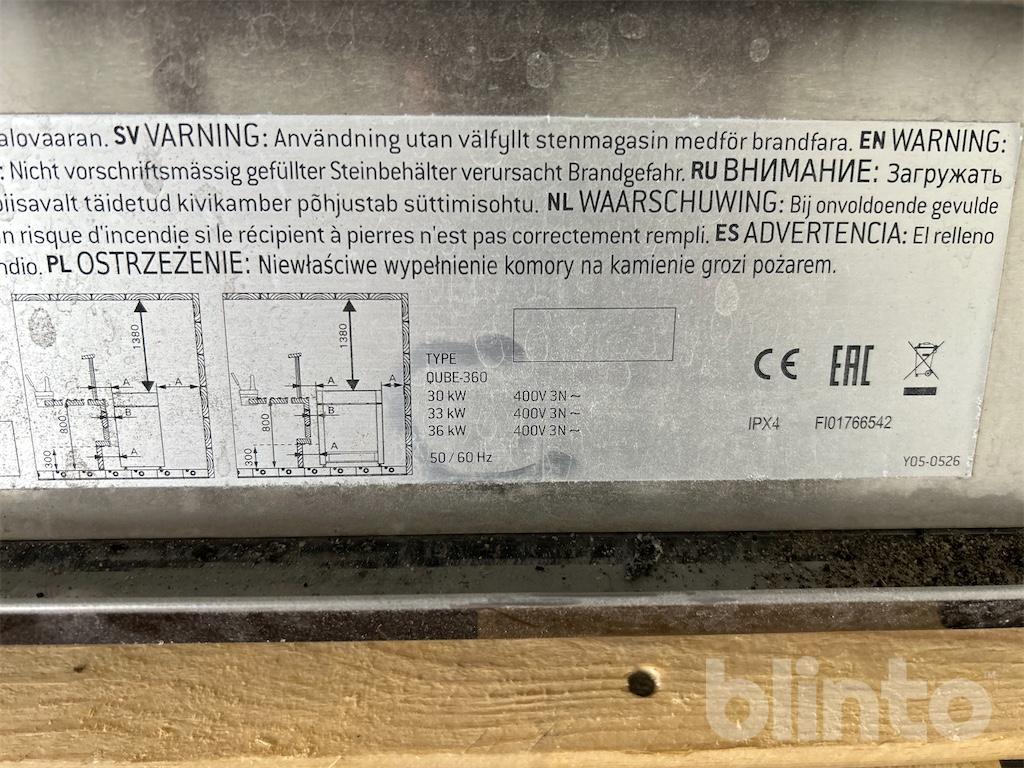 alovaaran. SV VARNING: Användning utan välfyllt stenmagasin medför brandfara. EN WARNING:
: Nicht vorschriftsmässig gefüllter Steinbehälter verursacht Brandgefahr. RU ВНИМАНИЕ: Загружать
oiisavalt täidetud kivikamber põhjustab süttimisohtu. NL WAARSCHUWING: Bij onvoldoende gevulde
n risque d'incendie si le récipient à pierres n'est pas correctement rempli. ES ADVERTENCIA: El relleno
ndio. PL OSTRZEŻENIE: Niewłaściwe wypełnienie komory na kamienie grozi pożarem.
1380
A
A
B
800
A
300
1380
A
A
B
800
A
300
TYPE
QUBE-360
30 kW 400V 3N~
33 kW 400V 3N~
36 kW 400V 3N~
50 / 60 Hz
CE EAC
IPX4 FI01766542
Y05-0526
blinto™